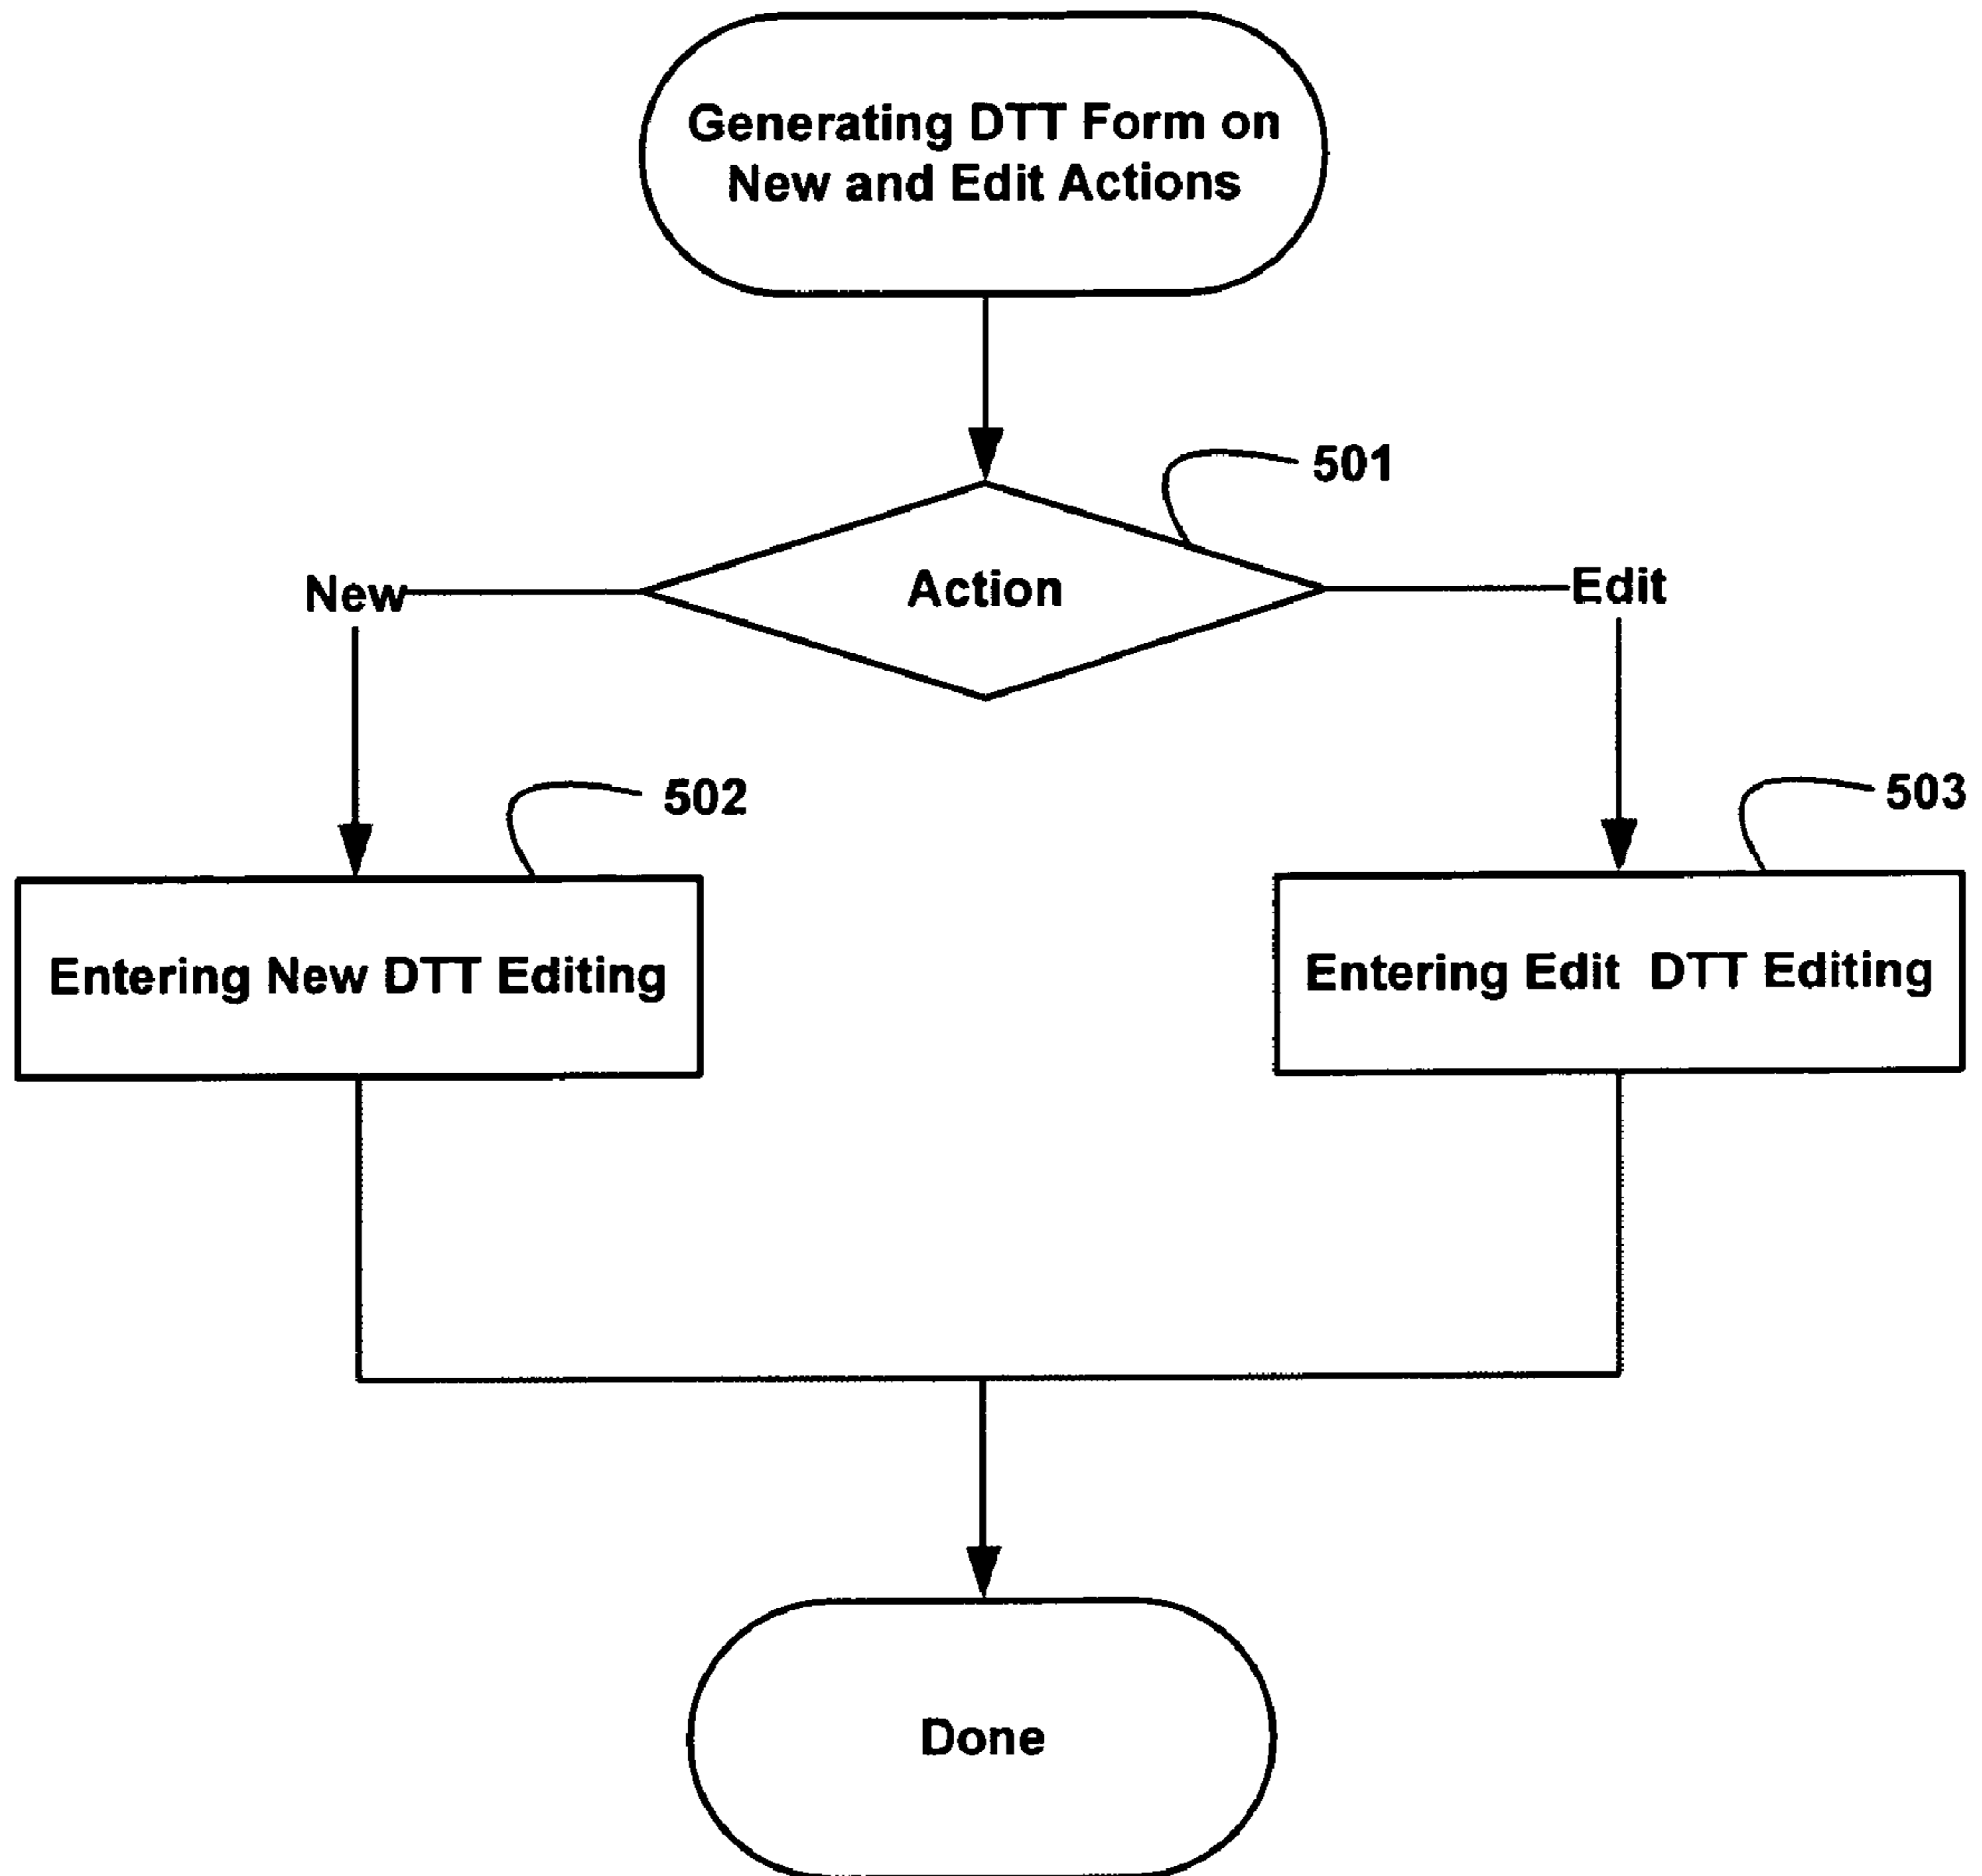 Generating DTT Form on
New and Edit Actions
501
New
Action
Edit
502
503
Entering New DTT Editing
Entering Edit DTT Editing
Done